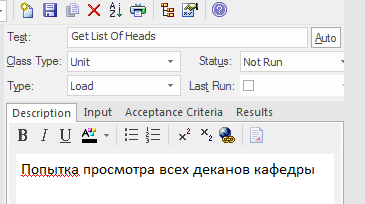 Test: Get List Of Heads Auto
Class Type: Unit Status: Not Run
Type: Load Last Run:
Description Input Acceptance Criteria Results
B I U A x² x₂
Попытка просмотра всех деканов кафедры